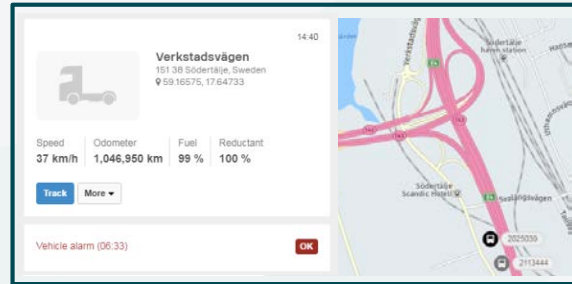 14:40
Verkstadsvägen
151 38 Södertälje, Sweden
59.16575, 17.64733
Speed Odometer Fuel Reductant
37 km/h 1,046,950 km 99 % 100 %
Track More
Vehicle alarm (06:33) OK
Verkstadsvägen
Södertälje
hamn station
E4
Södertälje
Scandic Hotell
E4
2025039
2113444